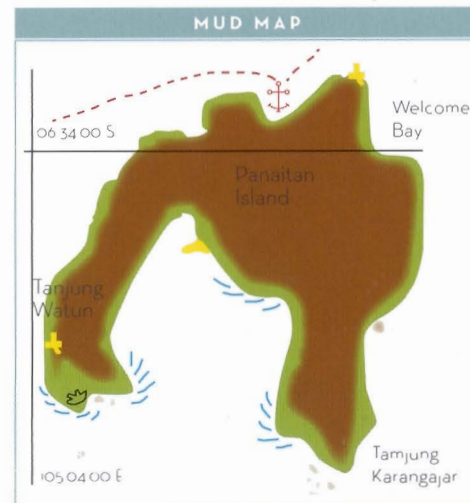 MUD MAP
Welcome
Bay
06 34 00 S
Panaitan
Island
Tanjung
Watun
105 04 00 E
Tamjung
Karangajar